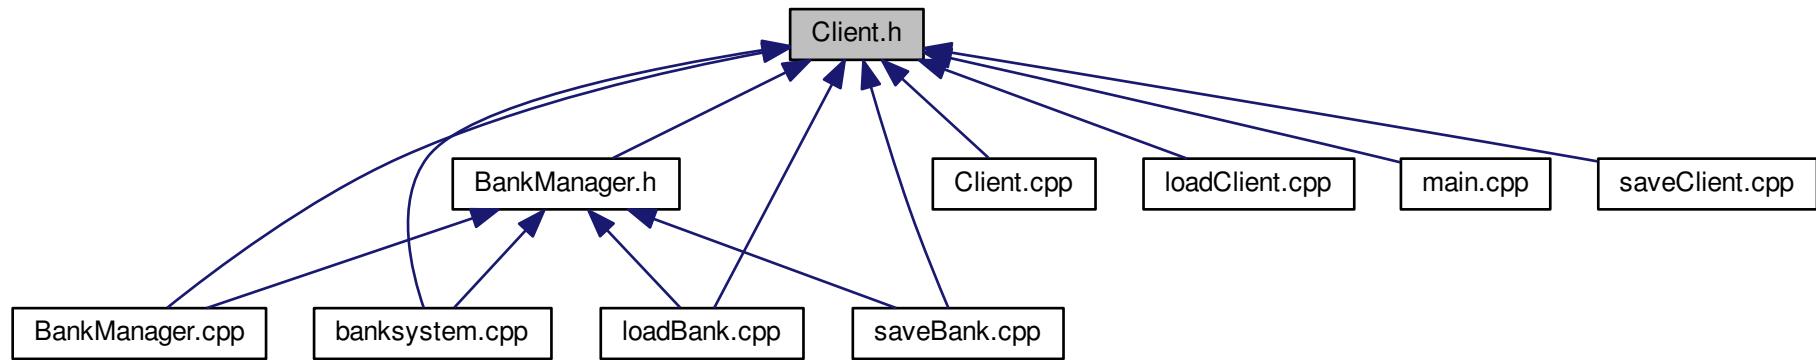 Client.h
BankManager.h
Client.cpp
loadClient.cpp
main.cpp
saveClient.cpp
BankManager.cpp
banksystem.cpp
loadBank.cpp
saveBank.cpp